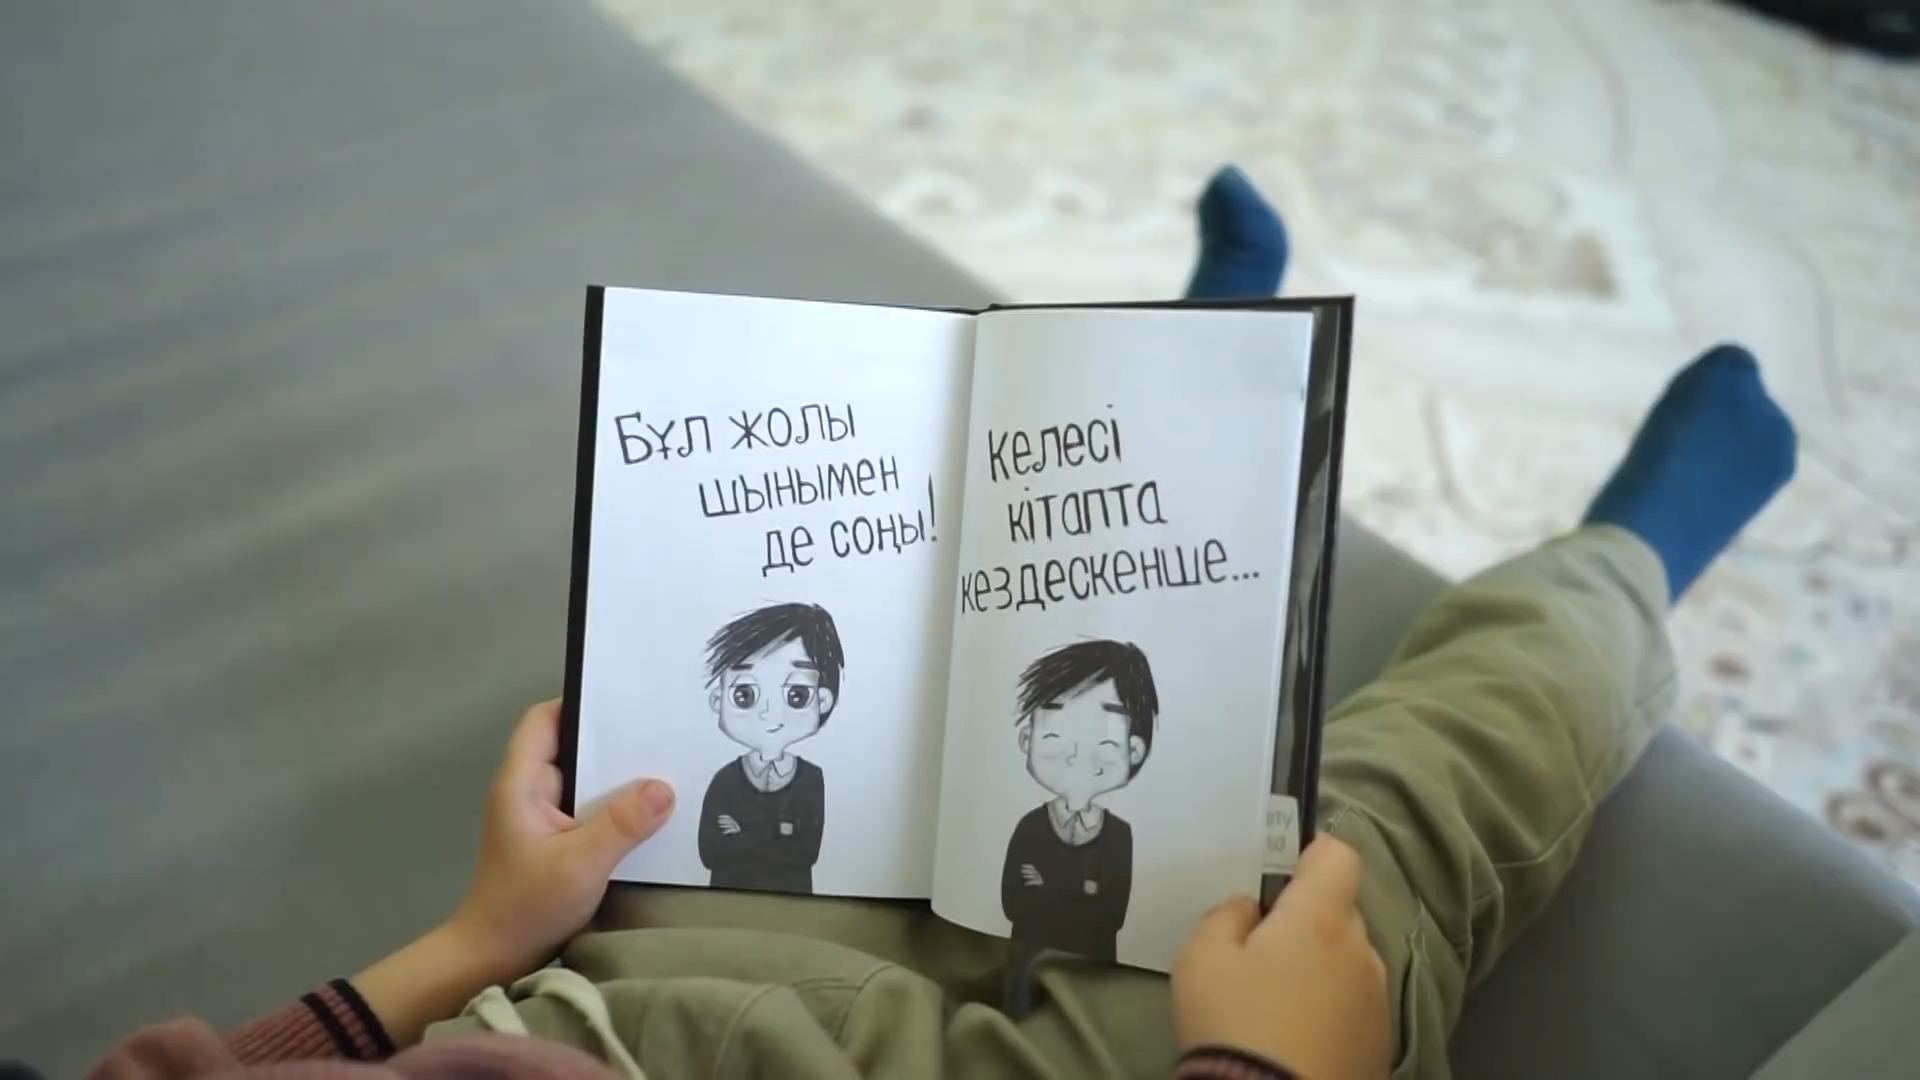 Бұл жолы
шынымен
де соңы!
Келесі
кітапта
кездескенше...